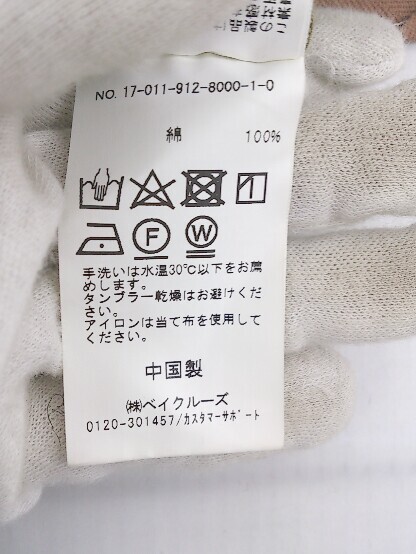 NO. 17-011-912-8000-1-0
綿 100%
F W
手洗いは水温30℃以下をお薦
めします。
タンブラー乾燥はお避けくだ
さい。
アイロンは当て布を使用して
ください。
中国製
㈱ベイクルーズ
0120-301457/カスタマーサポート